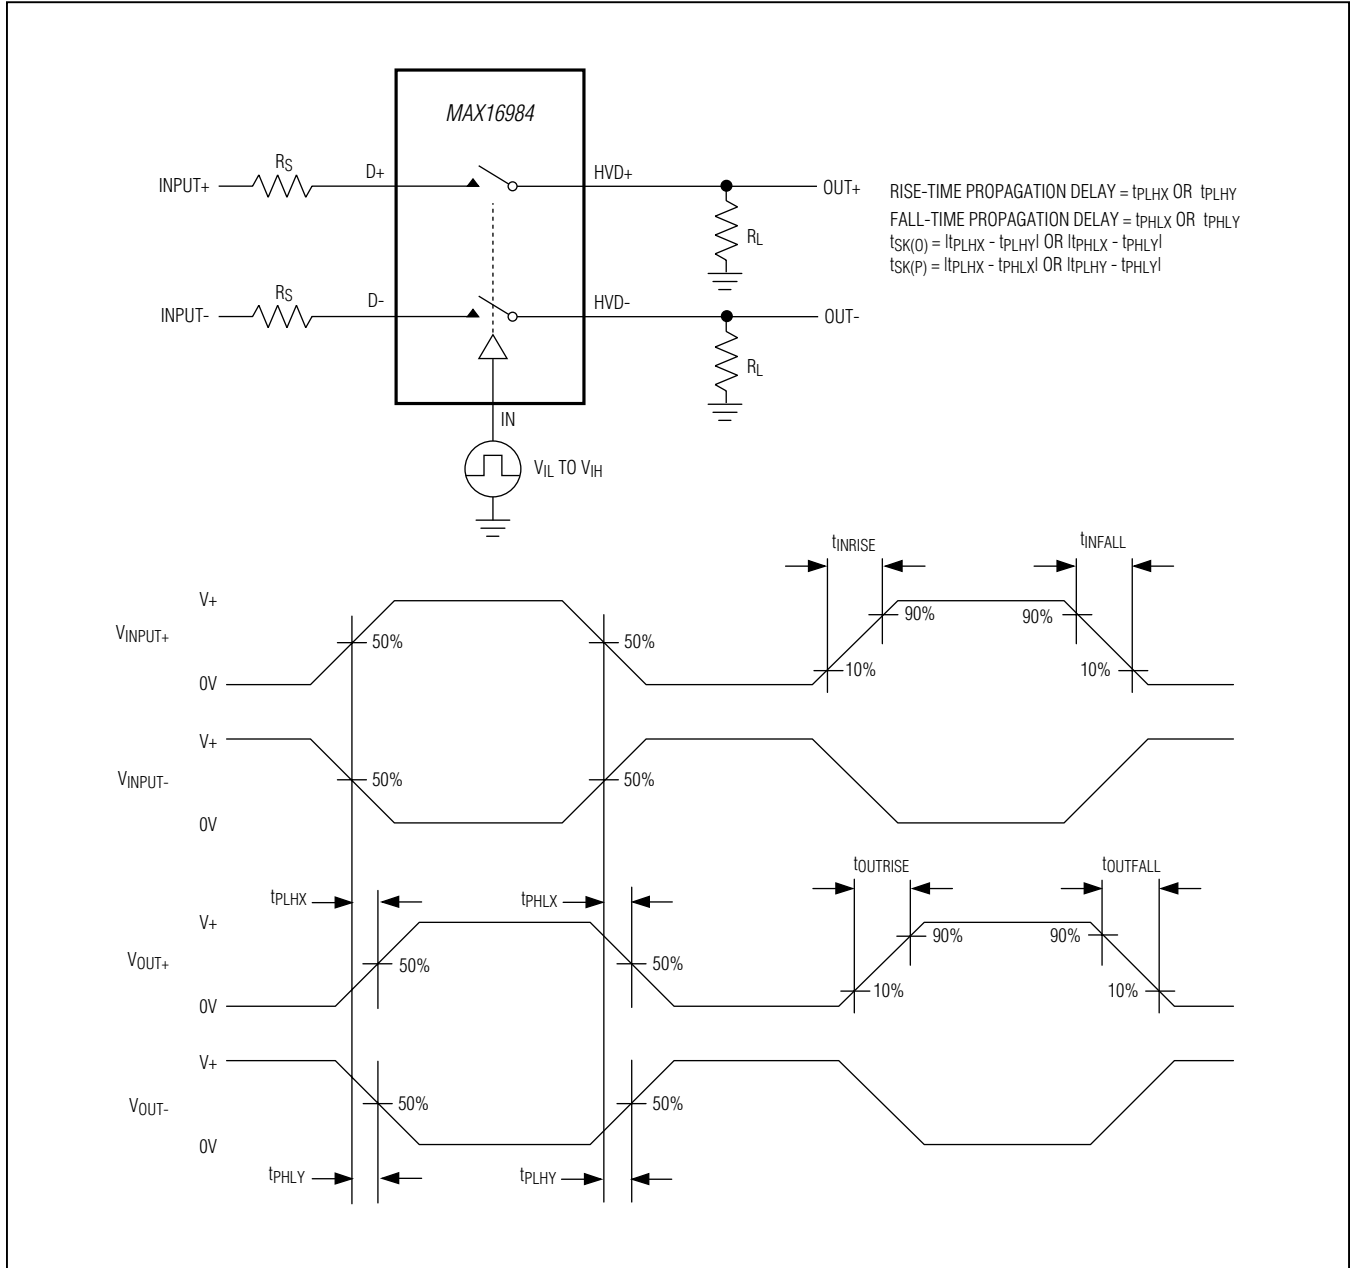 MAX16984
RS
D+
HVD+
INPUT+
OUT+
RL
RISE-TIME PROPAGATION DELAY = tPLHX OR tPLHY
FALL-TIME PROPAGATION DELAY = tPHLX OR tPHLY
tSK(O) = |tPLHX - tPLHY| OR |tPHLX - tPHLY|
tSK(P) = |tPLHX - tPHLX| OR |tPLHY - tPHLY|
RS
D-
HVD-
INPUT-
OUT-
RL
IN
VIL TO VIH
tINRISE
tINFALL
V+
VINPUT+
0V
50%
50%
90%
10%
90%
10%
V+
VINPUT-
0V
50%
50%
tPLHX
tPHLX
tOUTRISE
tOUTFALL
V+
VOUT+
0V
50%
50%
90%
10%
90%
10%
V+
VOUT-
0V
50%
50%
tPHLY
tPLHY